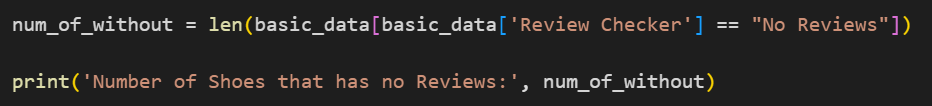 num_of_without = len(basic_data[basic_data['Review Checker'] == "No Reviews"])
print('Number of Shoes that has no Reviews:', num_of_without)